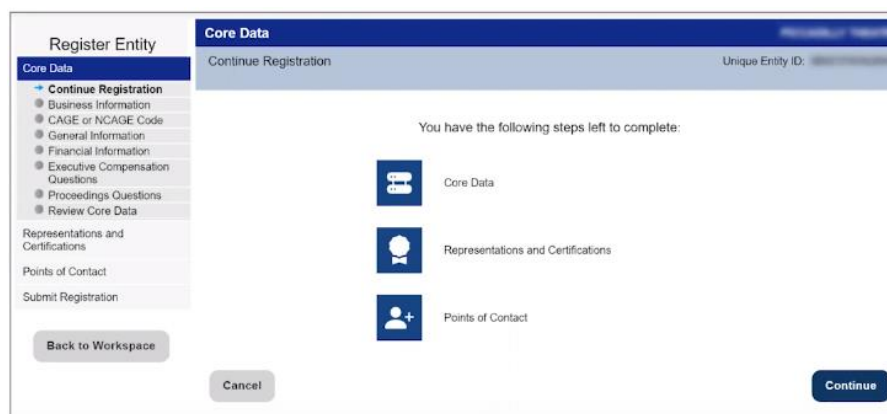 Register Entity
Core Data
Continue Registration
Business Information
CAGE or NCAGE Code
General Information
Financial Information
Executive Compensation
Questions
Proceedings Questions
Review Core Data
Representations and
Certifications
Points of Contact
Submit Registration
Back to Workspace
Core Data
Continue Registration
Unique Entity ID:
You have the following steps left to complete:
Core Data
Representations and Certifications
Points of Contact
Cancel
Continue